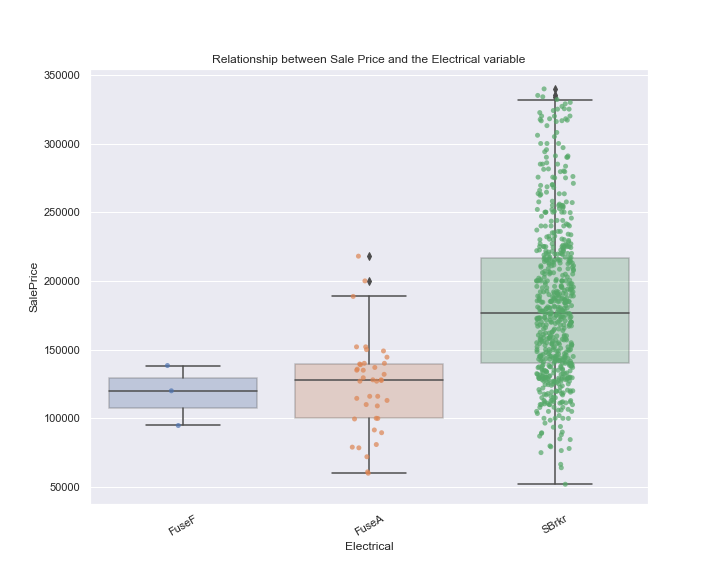 Relationship between Sale Price and the Electrical variable
350000
300000
250000
200000
150000
100000
50000
SalePrice
FuseF
FuseA
SBrkr
Electrical